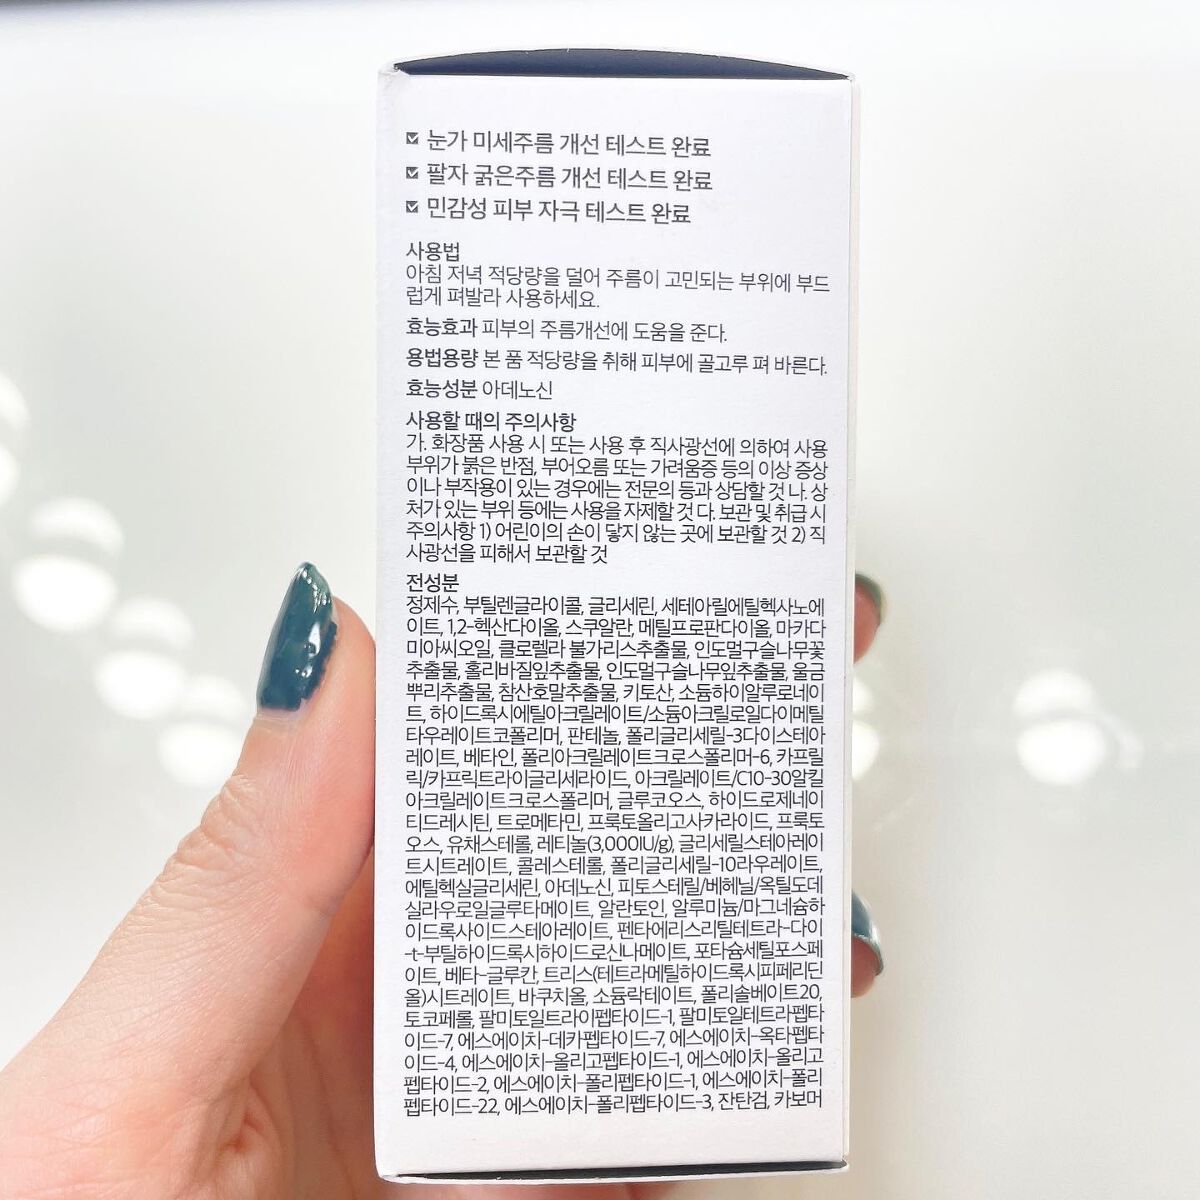 눈가 미세주름 개선 테스트 완료
팔자 굵은주름 개선 테스트 완료
민감성 피부 자극 테스트 완료
사용법
아침 저녁 적당량을 덜어 주름이 고민되는 부위에 부드
럽게 펴발라 사용하세요.
효능효과 피부의 주름개선에 도움을 준다.
용법용량 본 품 적당량을 취해 피부에 골고루 펴 바른다.
효능성분 아데노신
사용할 때의 주의사항
가. 화장품 사용 시 또는 사용 후 직사광선에 의하여 사용
부위가 붉은 반점, 부어오름 또는 가려움증 등의 이상 증상
이나 부작용이 있는 경우에는 전문의 등과 상담할 것 나. 상
처가 있는 부위 등에는 사용을 자제할 것 다. 보관 및 취급 시
주의사항 1) 어린이의 손이 닿지 않는 곳에 보관할 것 2) 직
사광선을 피해서 보관할 것
전성분
정제수, 부틸렌글라이콜, 글리세린, 세테아릴에틸헥사노에
이트, 1,2-헥산다이올, 스쿠알란, 메틸프로판다이올, 마카다
미아씨오일, 클로렐라 불가리스추출물, 인도멀구슬나무꽃
추출물, 홀리바질잎추출물, 인도멀구슬나무잎추출물, 울금
뿌리추출물, 참산호말추출물, 키토산, 소듐하이알루로네이
트, 하이드록시에틸아크릴레이트/소듐아크릴로일다이메틸
타우레이트코폴리머, 판테놀, 폴리글리세릴-3다이스테아
레이트, 베타인, 폴리아크릴레이트크로스폴리머-6, 카프릴
릭/카프릭트라이글리세라이드, 아크릴레이트/C10-30알킬
아크릴레이트크로스폴리머, 글루코오스, 하이드로제네이
티드레시틴, 트로메타민, 프룩토올리고사카라이드, 프룩토
오스, 유채스테롤, 레티놀(3,000IU/g), 글리세릴스테아레이
트시트레이트, 콜레스테롤, 폴리글리세릴-10라우레이트,
에틸헥실글리세린, 아데노신, 피토스테릴/베헤닐/옥틸도데
실라우로일글루타메이트, 알란토인, 알루미늄/마그네슘하
이드록사이드스테아레이트, 펜타에리스리틸테트라-다이
-t-부틸하이드록시하이드로신나메이트, 포타슘세틸포스페
이트, 베타-글루칸, 트리스(테트라메틸하이드록시피페리딘
올)시트레이트, 바쿠치올, 소듐락테이트, 폴리솔베이트20,
토코페롤, 팔미토일트라이펩타이드-1, 팔미토일테트라펩타
이드-7, 에스에이치-데카펩타이드-7, 에스에이치-옥타펩타
이드-4, 에스에이치-올리고펩타이드-1, 에스에이치-올리고
펩타이드-2, 에스에이치-폴리펩타이드-1, 에스에이치-폴리
펩타이드-22, 에스에이치-폴리펩타이드-3, 잔탄검, 카보머